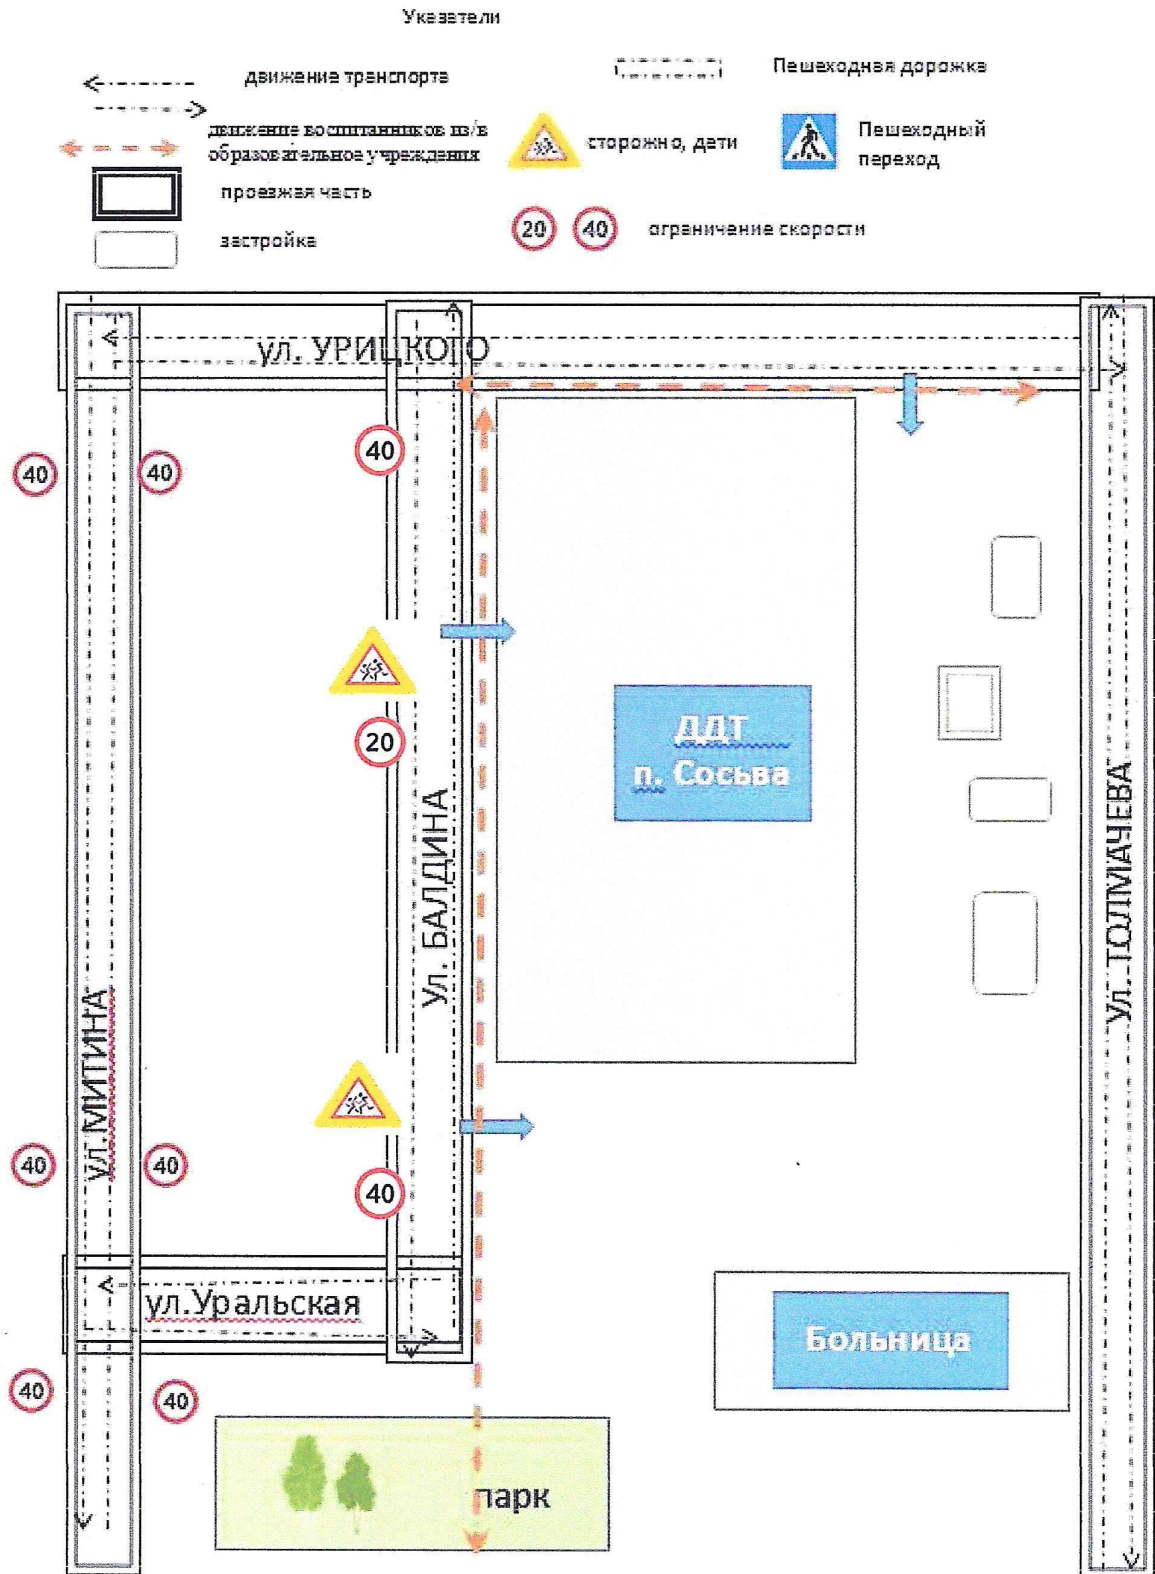 Указатели
движение транспорта
Пешеходная дорожка
движение воспитанников из/в
образовательное учреждения
сторожно, дети
Пешеходный
переход
проезжая часть
застройка
20 40 ограничение скорости
ул. УРИЦКОГО
40
40
40
20
ДДТ
п. Сосьва
Ул. БАЛДИНА
Ул. ТОЛМАЧЕВА
ул.МИТИНА
40
40
40
ул.Уральская
Больница
40
40
парк